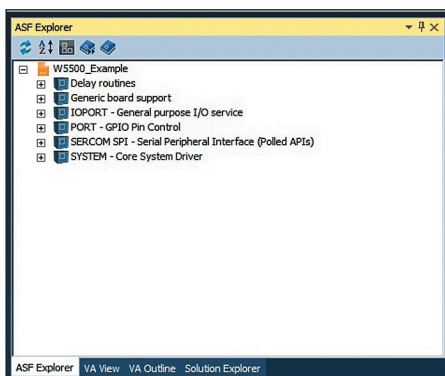 ASF Explorer
W5500_Example
Delay routines
Generic board support
IOPORT - General purpose I/O service
PORT - GPIO Pin Control
SERCOM SPI - Serial Peripheral Interface (Polled APIs)
SYSTEM - Core System Driver
ASF Explorer VA View VA Outline Solution Explorer